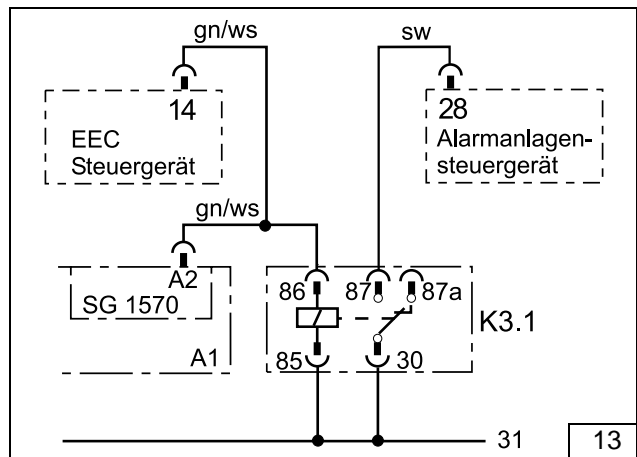 gn/ws
sw
14
EEC
Steuergerät
28
Alarmanlagen-
steuergerät
gn/ws
A2
SG 1570
A1
86
87
87a
K3.1
85
30
31
13